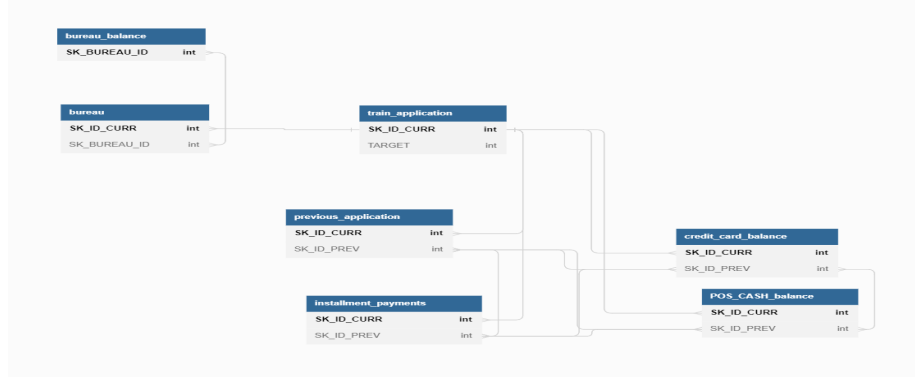 bureau_balance
SK_BUREAU_ID int
bureau
SK_ID_CURR int
SK_BUREAU_ID int
train_application
SK_ID_CURR int
TARGET int
previous_application
SK_ID_CURR int
SK_ID_PREV int
installment_payments
SK_ID_CURR int
SK_ID_PREV int
credit_card_balance
SK_ID_CURR int
SK_ID_PREV int
POS_CASH_balance
SK_ID_CURR int
SK_ID_PREV int